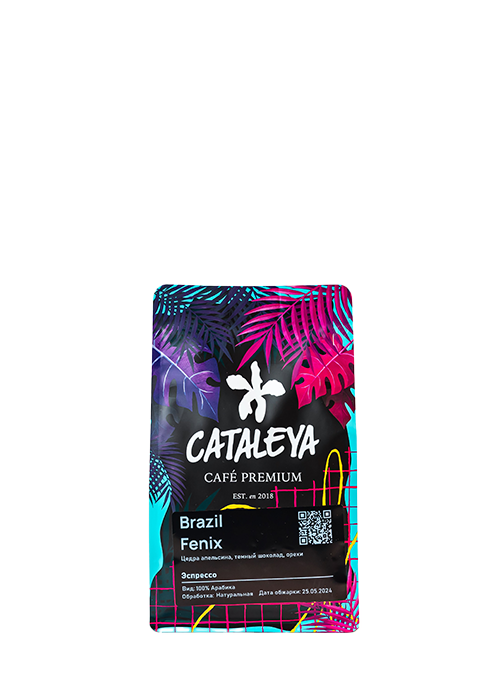 CATALEYA
CAFÉ PREMIUM
EST. en 2018
Brazil
Fenix
Цедра апельсина, темный шоколад, орехи
Эспрессо
Вид: 100% Арабика
Обработка: Натуральная Дата обжарки: 25.05.2024